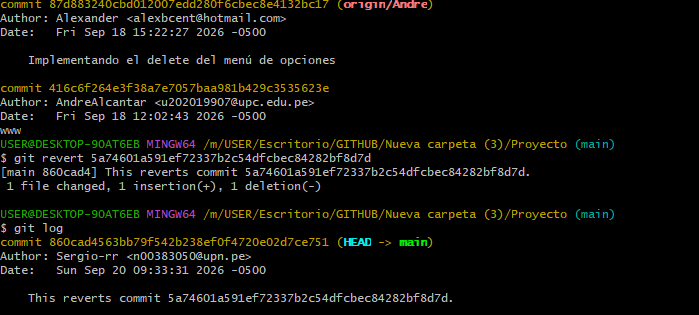 commit 87d883240cbd012007edd280f6cbec8e4132bc17 (origin/Andre)
Author: Alexander <alexbcent@hotmail.com>
Date:   Fri Sep 18 15:22:27 2026 -0500

    Implementando el delete del menú de opciones

commit 416c6f264e3f38a7e7057baa981b429c3535623e
Author: AndreAlcantar <u202019907@upc.edu.pe>
Date:   Fri Sep 18 12:02:43 2026 -0500
www
USER@DESKTOP-9OAT6EB MINGW64 /m/USER/Escritorio/GITHUB/Nueva carpeta (3)/Proyecto (main)
$ git revert 5a74601a591ef72337b2c54dfcbec84282bf8d7d
[main 860cad4] This reverts commit 5a74601a591ef72337b2c54dfcbec84282bf8d7d.
 1 file changed, 1 insertion(+), 1 deletion(-)

USER@DESKTOP-9OAT6EB MINGW64 /m/USER/Escritorio/GITHUB/Nueva carpeta (3)/Proyecto (main)
$ git log
commit 860cad4563bb79f542b238ef0f4720e02d7ce751 (HEAD -> main)
Author: Sergio-rr <n00383050@upn.pe>
Date:   Sun Sep 20 09:33:31 2026 -0500

    This reverts commit 5a74601a591ef72337b2c54dfcbec84282bf8d7d.